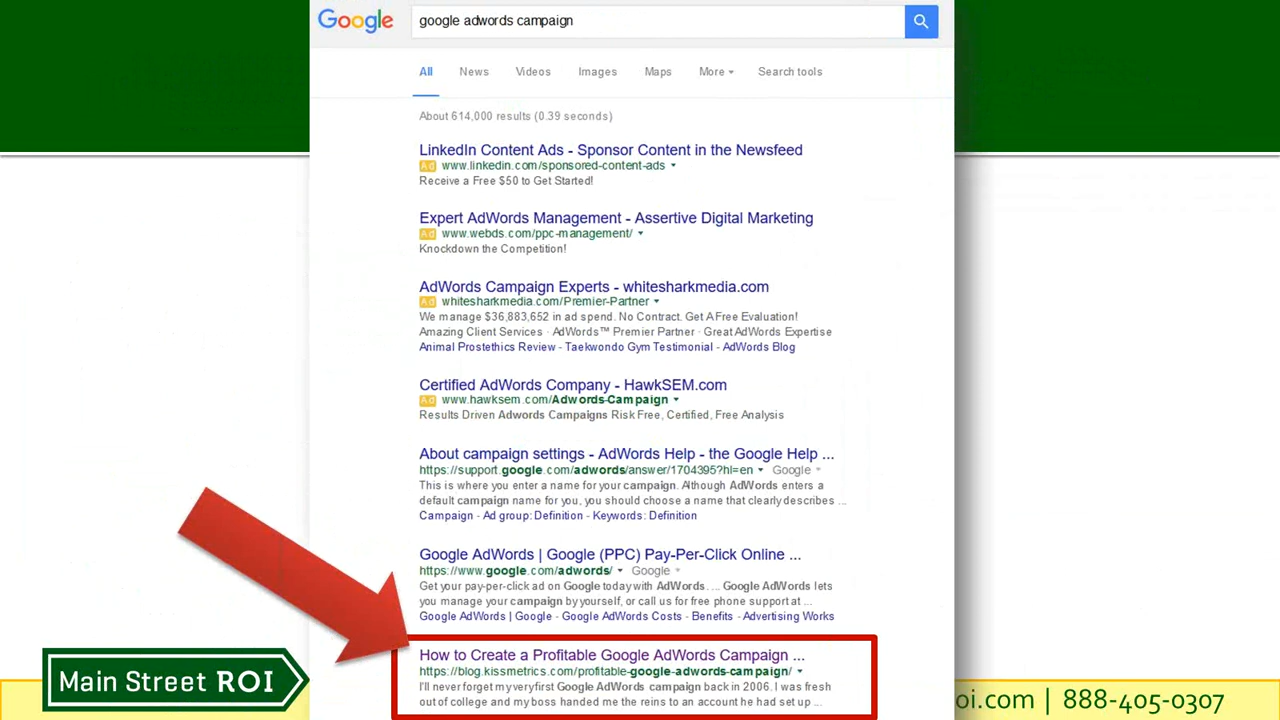 Google
google adwords campaign
All News Videos Images Maps More Search tools
About 614,000 results (0.39 seconds)
LinkedIn Content Ads - Sponsor Content in the Newsfeed
Ad www.linkedin.com/sponsored-content-ads
Receive a Free $50 to Get Started!
Expert AdWords Management - Assertive Digital Marketing
Ad www.webds.com/ppc-management/
Knockdown the Competition!
AdWords Campaign Experts - whitesharkmedia.com
Ad whitesharkmedia.com/Premier-Partner
We manage $36,883,652 in ad spend. No Contract. Get A Free Evaluation!
Amazing Client Services · AdWords™ Premier Partner · Great AdWords Expertise
Animal Prostethics Review - Taekwondo Gym Testimonial - AdWords Blog
Certified AdWords Company - HawkSEM.com
Ad www.hawksem.com/Adwords-Campaign
Results Driven Adwords Campaigns Risk Free, Certified, Free Analysis
About campaign settings - AdWords Help - the Google Help ...
https://support.google.com/adwords/answer/1704395?hl=en Google
This is where you enter a name for your campaign. Although AdWords enters a
default campaign name for you, you should choose a name that clearly describes ...
Campaign - Ad group: Definition - Keywords: Definition
Google AdWords | Google (PPC) Pay-Per-Click Online ...
https://www.google.com/adwords/ Google
Get your pay-per-click ad on Google today with AdWords. ... Google AdWords lets
you manage your campaign by yourself, or call us for free phone support at ...
Google AdWords | Google - Google AdWords Costs - Benefits - Advertising Works
How to Create a Profitable Google AdWords Campaign ...
https://blog.kissmetrics.com/profitable-google-adwords-campaign/
I'll never forget my very first Google AdWords campaign back in 2006. I was fresh
out of college and my boss handed me the reins to an account he had set up ...
Main Street ROI
oi.com | 888-405-0307